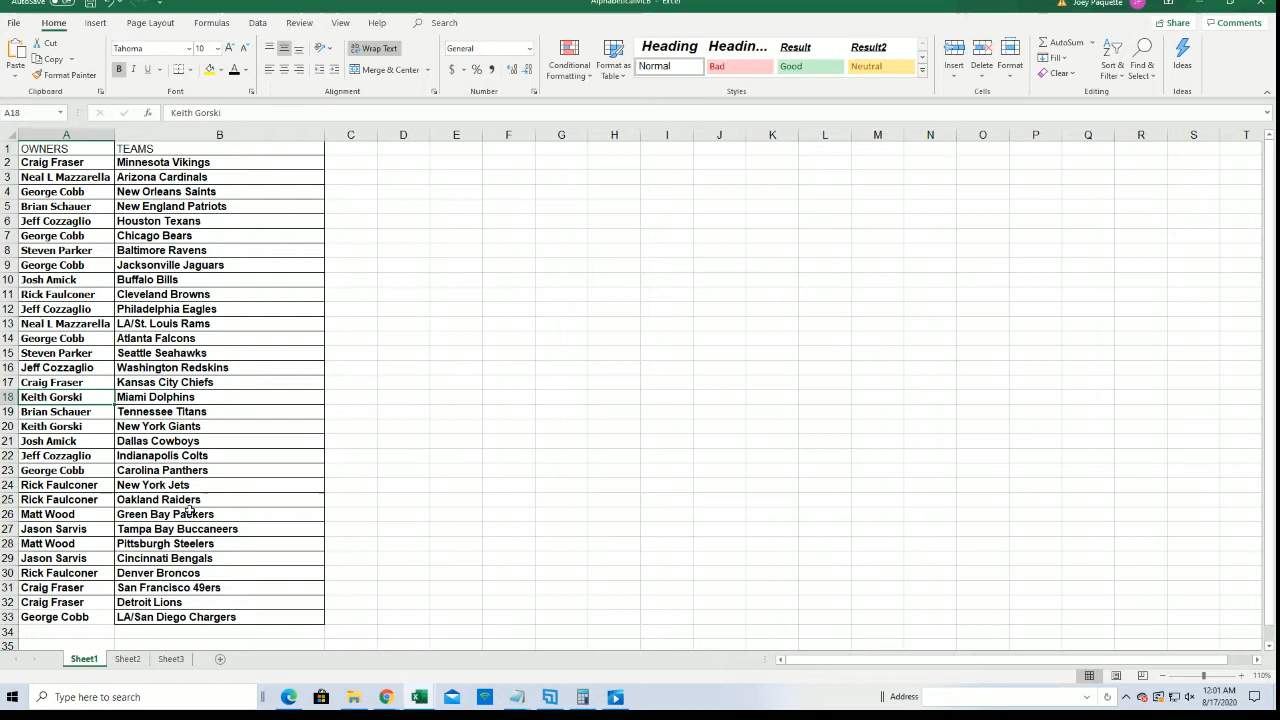 AutoSave
AlphabeticalMLB - Excel
Joey Paquette
File Home Insert Page Layout Formulas Data Review View Help Search Share Comments
Paste Cut Copy Format Painter Clipboard
Tahoma 10 Font
Wrap Text Merge & Center Alignment
General Number
Conditional Formatting Format as Table
Heading Headin... Result Result2
Normal Bad Good Neutral
Styles
Insert Delete Format Cells
AutoSum Fill Clear Sort & Filter Find & Select Editing
Ideas Ideas
A18 Keith Gorski
A B C D E F G H I J K L M N O P Q R S T
1 OWNERS TEAMS
2 Craig Fraser Minnesota Vikings
3 Neal L Mazzarella Arizona Cardinals
4 George Cobb New Orleans Saints
5 Brian Schauer New England Patriots
6 Jeff Cozzaglio Houston Texans
7 George Cobb Chicago Bears
8 Steven Parker Baltimore Ravens
9 George Cobb Jacksonville Jaguars
10 Josh Amick Buffalo Bills
11 Rick Faulconer Cleveland Browns
12 Jeff Cozzaglio Philadelphia Eagles
13 Neal L Mazzarella LA/St. Louis Rams
14 George Cobb Atlanta Falcons
15 Steven Parker Seattle Seahawks
16 Jeff Cozzaglio Washington Redskins
17 Craig Fraser Kansas City Chiefs
18 Keith Gorski Miami Dolphins
19 Brian Schauer Tennessee Titans
20 Keith Gorski New York Giants
21 Josh Amick Dallas Cowboys
22 Jeff Cozzaglio Indianapolis Colts
23 George Cobb Carolina Panthers
24 Rick Faulconer New York Jets
25 Rick Faulconer Oakland Raiders
26 Matt Wood Green Bay Packers
27 Jason Sarvis Tampa Bay Buccaneers
28 Matt Wood Pittsburgh Steelers
29 Jason Sarvis Cincinnati Bengals
30 Rick Faulconer Denver Broncos
31 Craig Fraser San Francisco 49ers
32 Craig Fraser Detroit Lions
33 George Cobb LA/San Diego Chargers
34
35
Sheet1 Sheet2 Sheet3
110%
Type here to search
Address
12:01 AM
8/17/2020